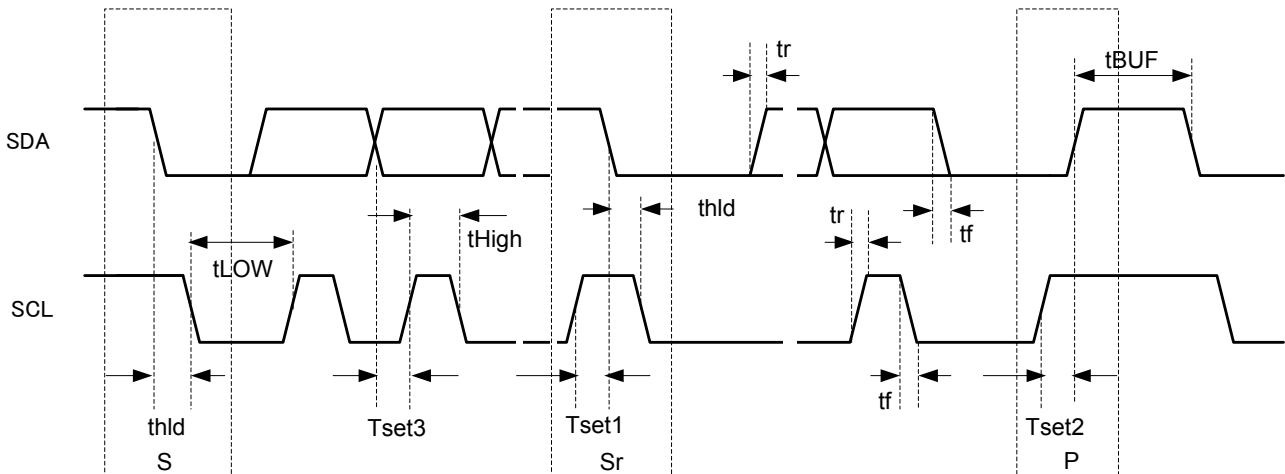 tr
tBUF
SDA
thld
tr
tHigh
tf
tLOW
SCL
tf
thld
Tset3
Tset1
Tset2
S
Sr
P